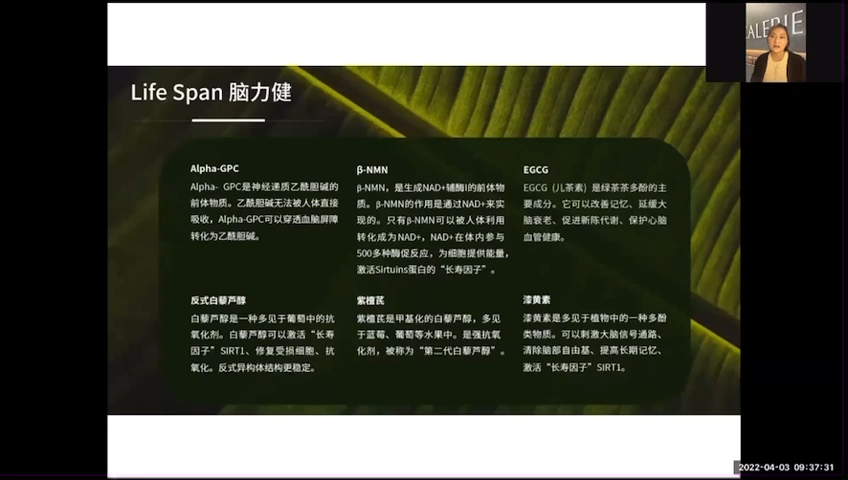 Life Span 脑力健
Alpha-GPC
Alpha- GPC是神经递质乙酰胆碱的
前体物质。乙酰胆碱无法被人体直接
吸收，Alpha-GPC可以穿透血脑屏障
转化为乙酰胆碱。
β-NMN
β-NMN，是生成NAD+辅酶I的前体物
质。β-NMN的作用是通过NAD+来实
现的。只有β-NMN可以被人体利用
转化成为NAD+，NAD+在体内参与
500多种酶促反应，为细胞提供能量，
激活Sirtuins蛋白的“长寿因子”。
EGCG
EGCG (儿茶素) 是绿茶茶多酚的主
要成分。它可以改善记忆、延缓大
脑衰老、促进新陈代谢、保护心脑
血管健康。
反式白藜芦醇
白藜芦醇是一种多见于葡萄中的抗
氧化剂。白藜芦醇可以激活“长寿
因子”SIRT1、修复受损细胞、抗
氧化。反式异构体结构更稳定。
紫檀芪
紫檀芪是甲基化的白藜芦醇，多见
于蓝莓、葡萄等水果中。是强抗氧
化剂，被称为“第二代白藜芦醇”。
漆黄素
漆黄素是多见于植物中的一种多酚
类物质。可以刺激大脑信号通路、
清除脑部自由基、提高长期记忆、
激活“长寿因子”SIRT1。
2022-04-03 09:37:31